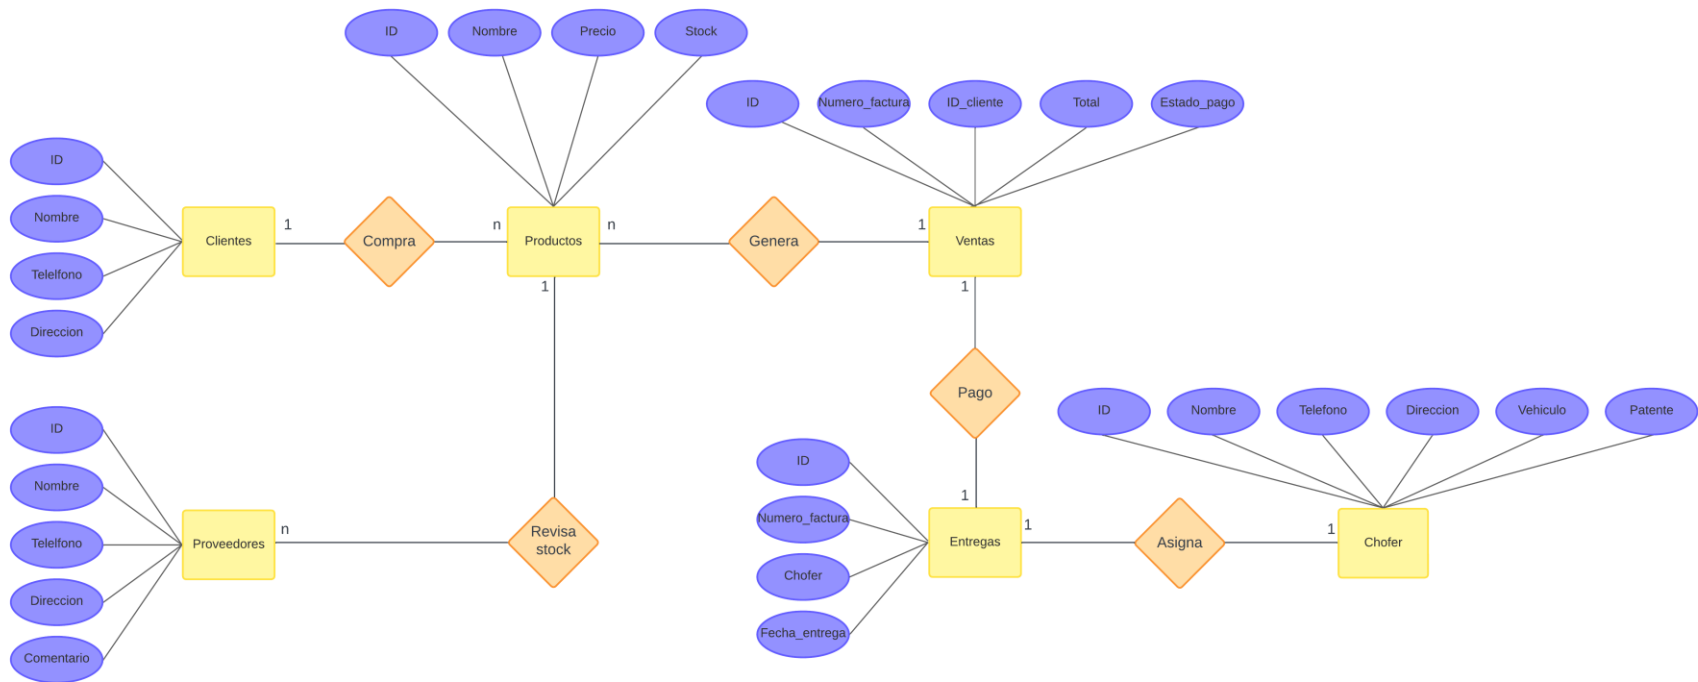 ID
Nombre
Precio
Stock
ID
Numero_factura
ID_cliente
Total
Estado_pago
ID
Nombre
Telelfono
Direccion
Clientes
1
Compra
n
Productos
n
Genera
1
Ventas
1
1
Pago
ID
Nombre
Telefono
Direccion
Vehiculo
Patente
ID
Nombre
Telelfono
Direccion
Comentario
Proveedores
n
Revisa
stock
ID
Numero_factura
Chofer
Fecha_entrega
1
Entregas
1
Asigna
1
Chofer